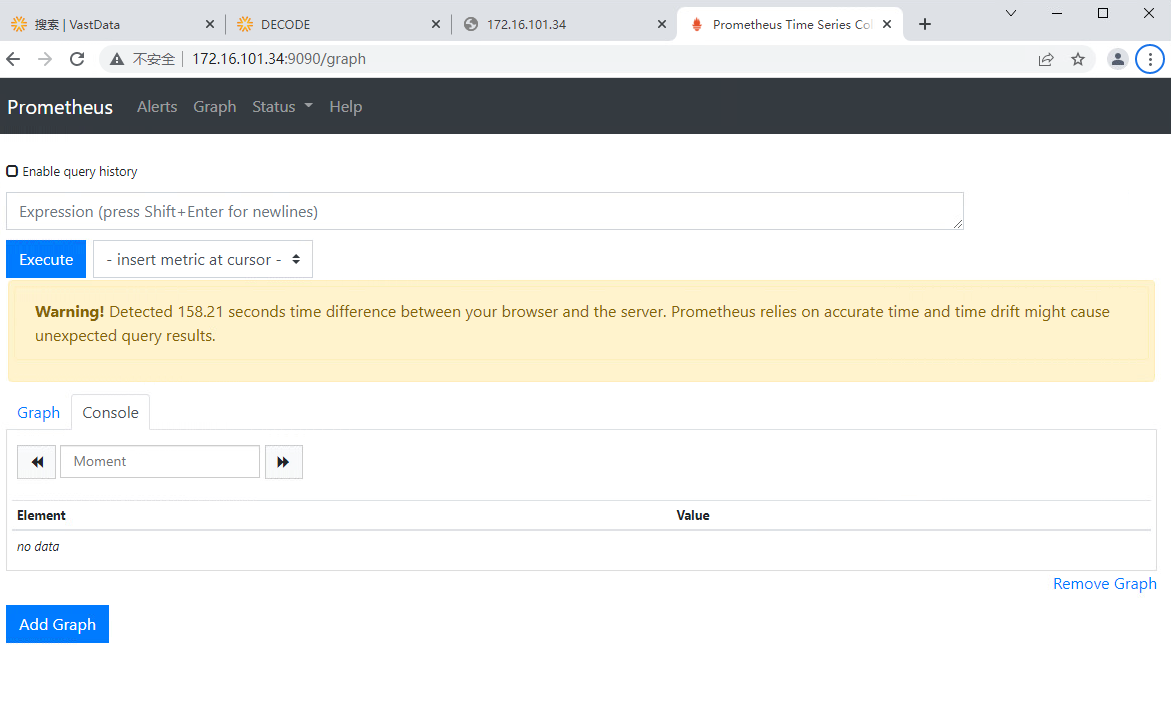 搜索 | VastData
DECODE
172.16.101.34
Prometheus Time Series Col
不安全
172.16.101.34:9090/graph
Prometheus Alerts Graph Status Help
Enable query history
Expression (press Shift+Enter for newlines)
Execute
- insert metric at cursor -
Warning! Detected 158.21 seconds time difference between your browser and the server. Prometheus relies on accurate time and time drift might cause
unexpected query results.
Graph Console
Moment
Element Value
no data
Remove Graph
Add Graph